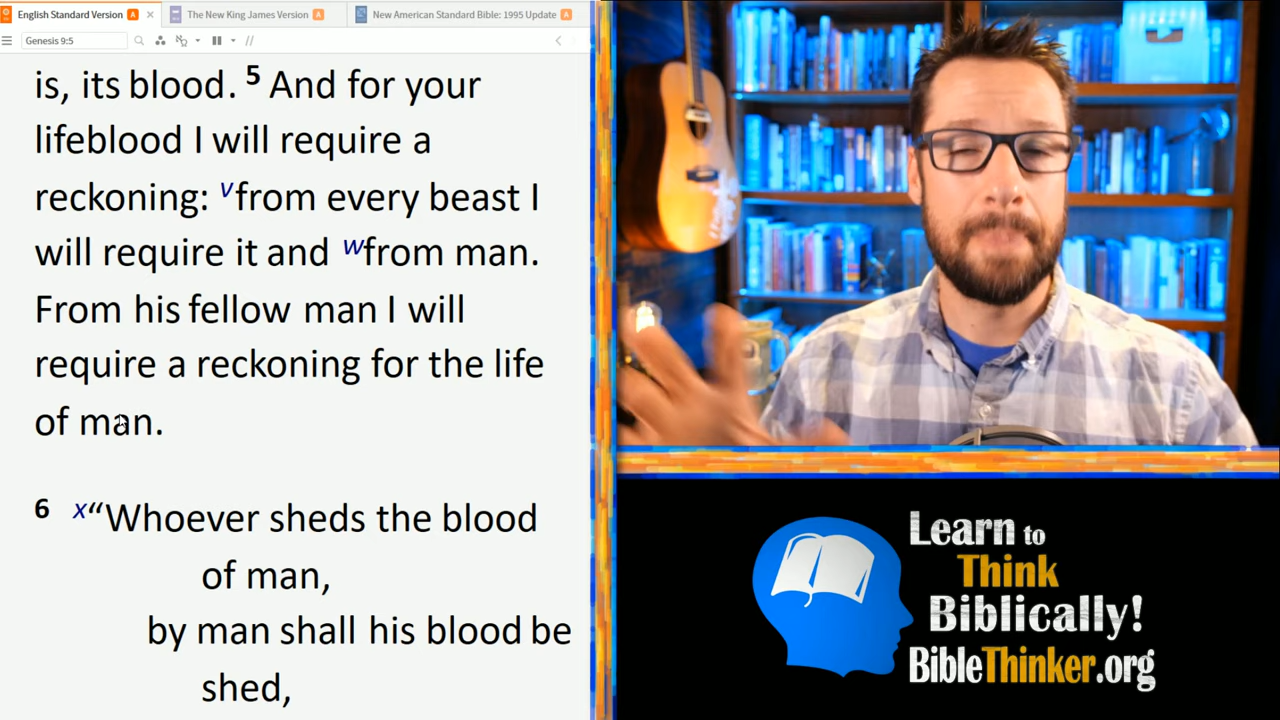 English Standard Version A
The New King James Version A
New American Standard Bible: 1995 Update A
Genesis 9:5
is, its blood. 5 And for your
lifeblood I will require a
reckoning: v from every beast I
will require it and w from man.
From his fellow man I will
require a reckoning for the life
of man.
6 x “Whoever sheds the blood
of man,
by man shall his blood be
shed,
Learn to
Think
Biblically!
BibleThinker.org